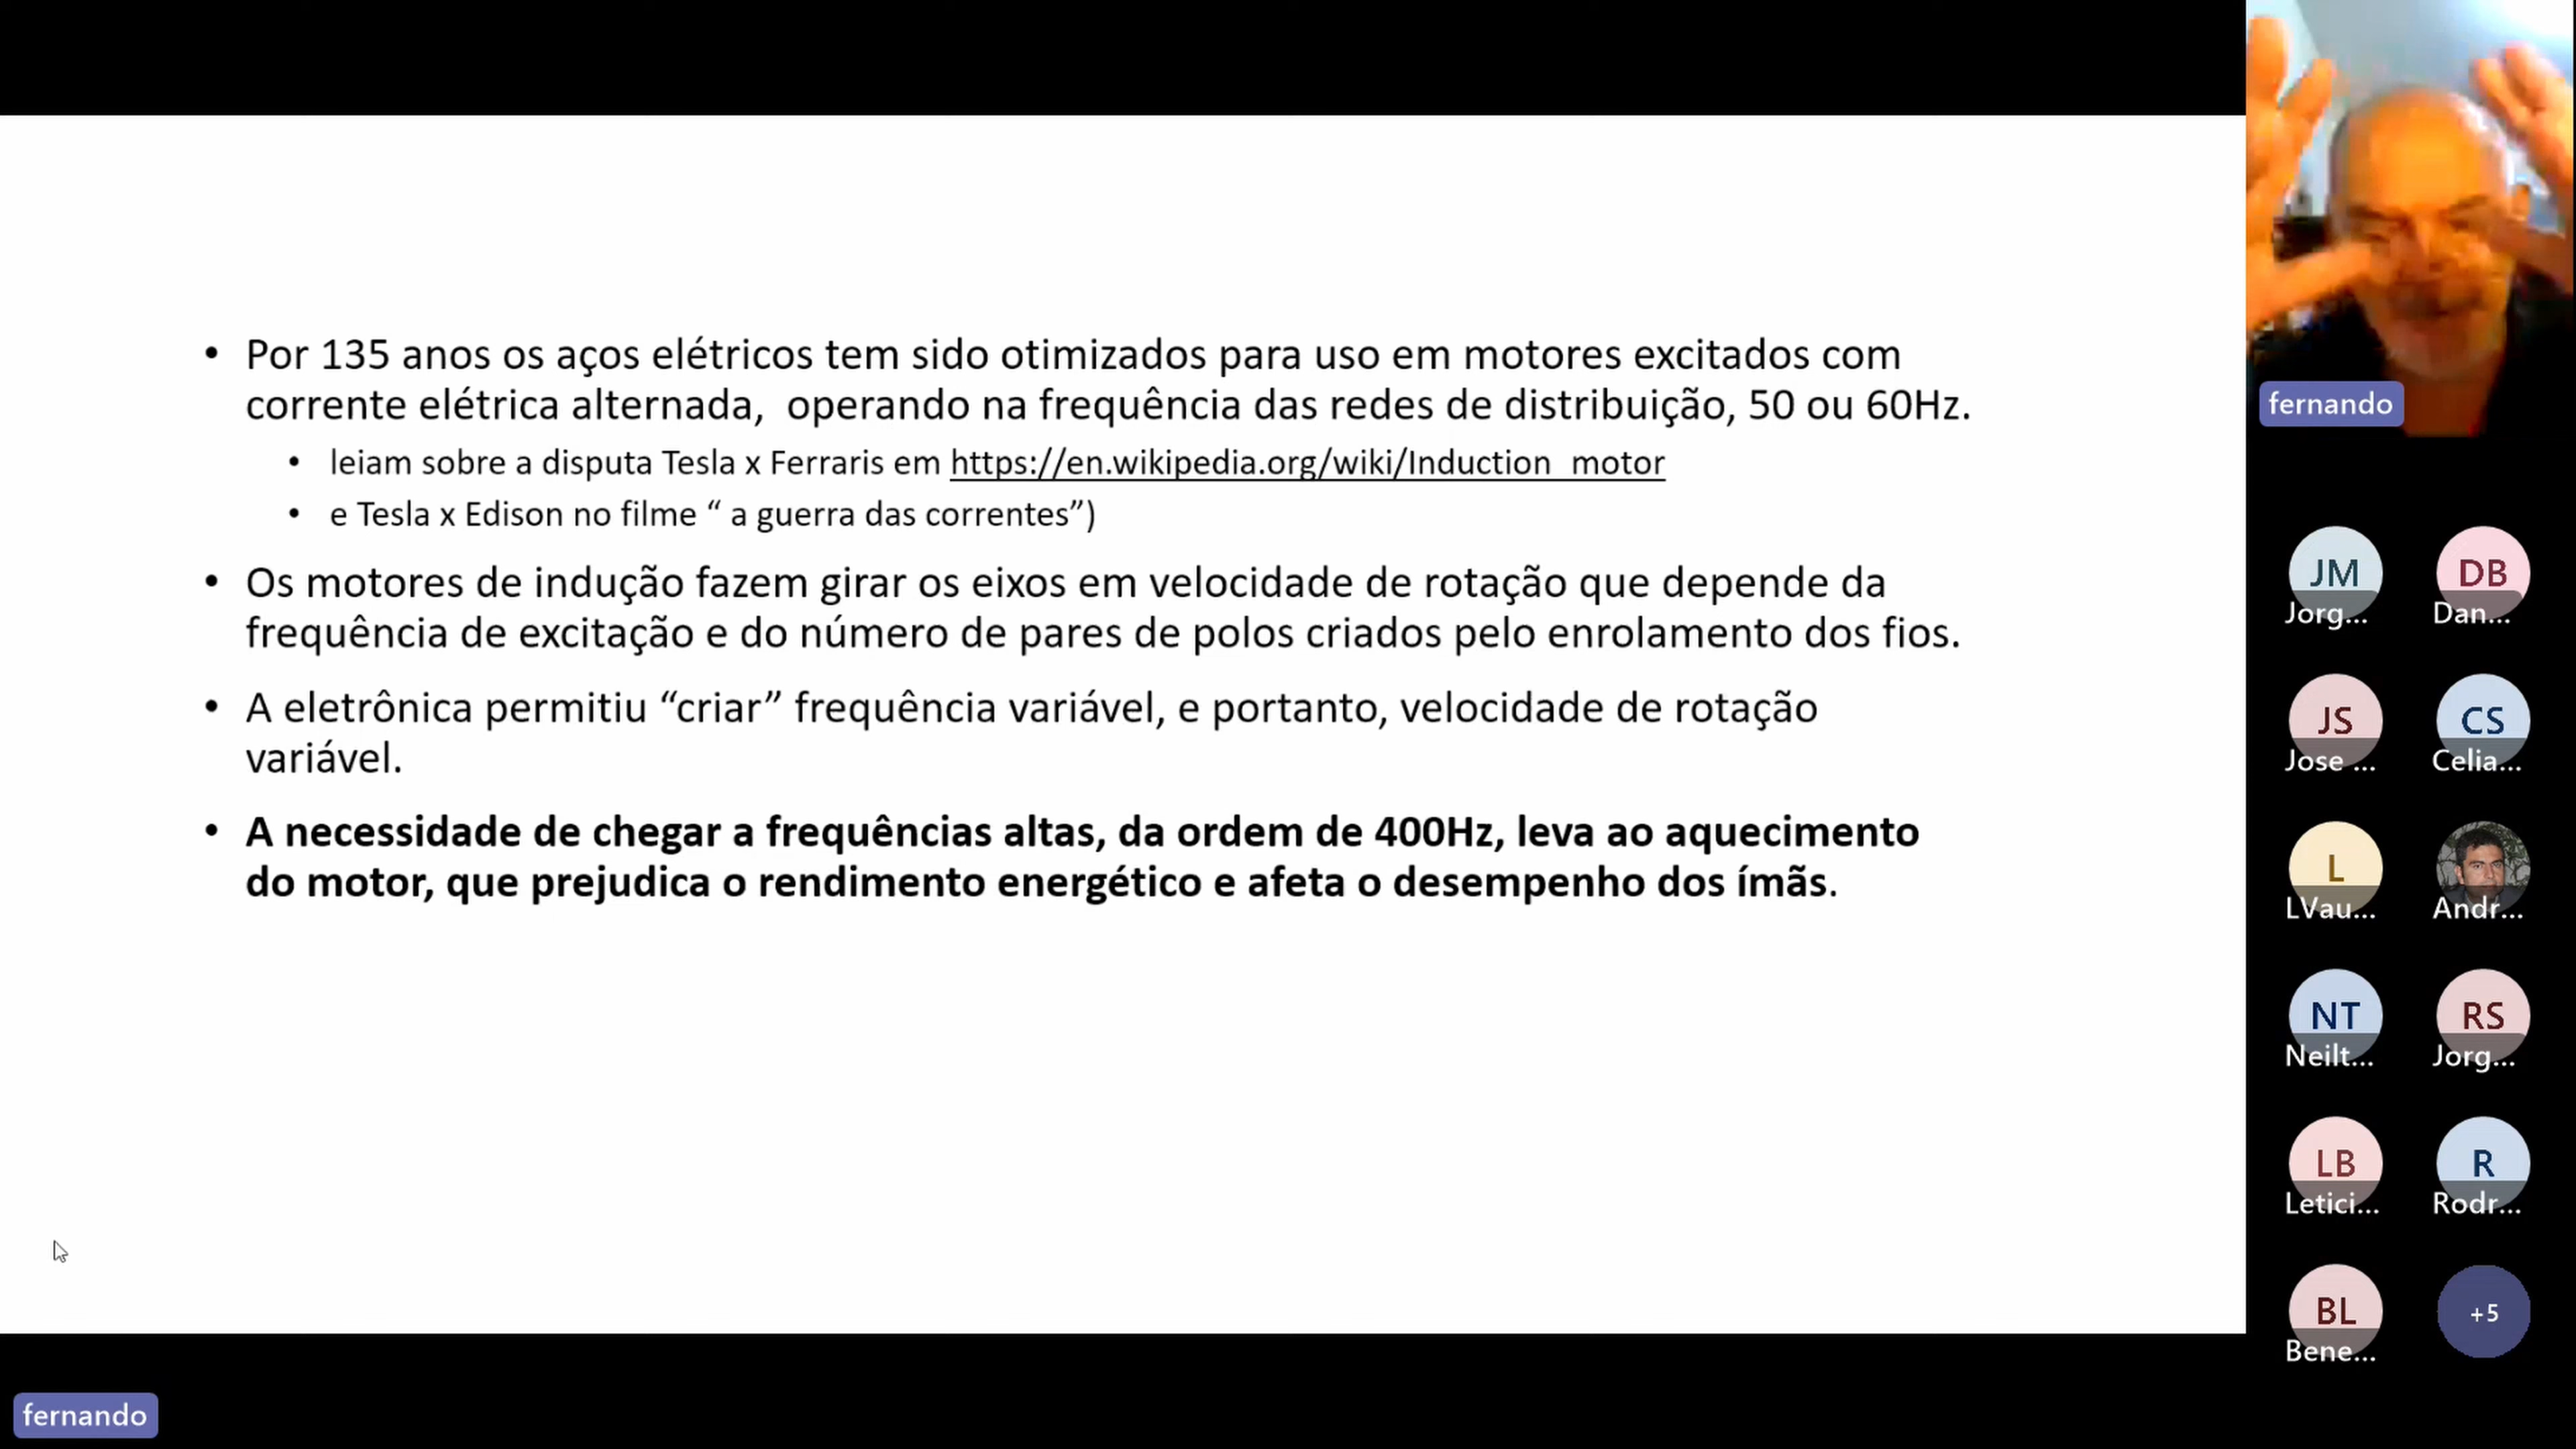 • Por 135 anos os aços elétricos tem sido otimizados para uso em motores excitados com
corrente elétrica alternada,  operando na frequência das redes de distribuição, 50 ou 60Hz.
• leiam sobre a disputa Tesla x Ferraris em https://en.wikipedia.org/wiki/Induction_motor
• e Tesla x Edison no filme “ a guerra das correntes”)
• Os motores de indução fazem girar os eixos em velocidade de rotação que depende da
frequência de excitação e do número de pares de polos criados pelo enrolamento dos fios.
• A eletrônica permitiu “criar” frequência variável, e portanto, velocidade de rotação
variável.
• A necessidade de chegar a frequências altas, da ordem de 400Hz, leva ao aquecimento
do motor, que prejudica o rendimento energético e afeta o desempenho dos ímãs.
fernando
fernando
JM
Jorg...
DB
Dan...
JS
Jose ...
CS
Celia...
L
LVau...
Andr...
NT
Neilt...
RS
Jorg...
LB
Letici...
R
Rodr...
BL
Bene...
+5